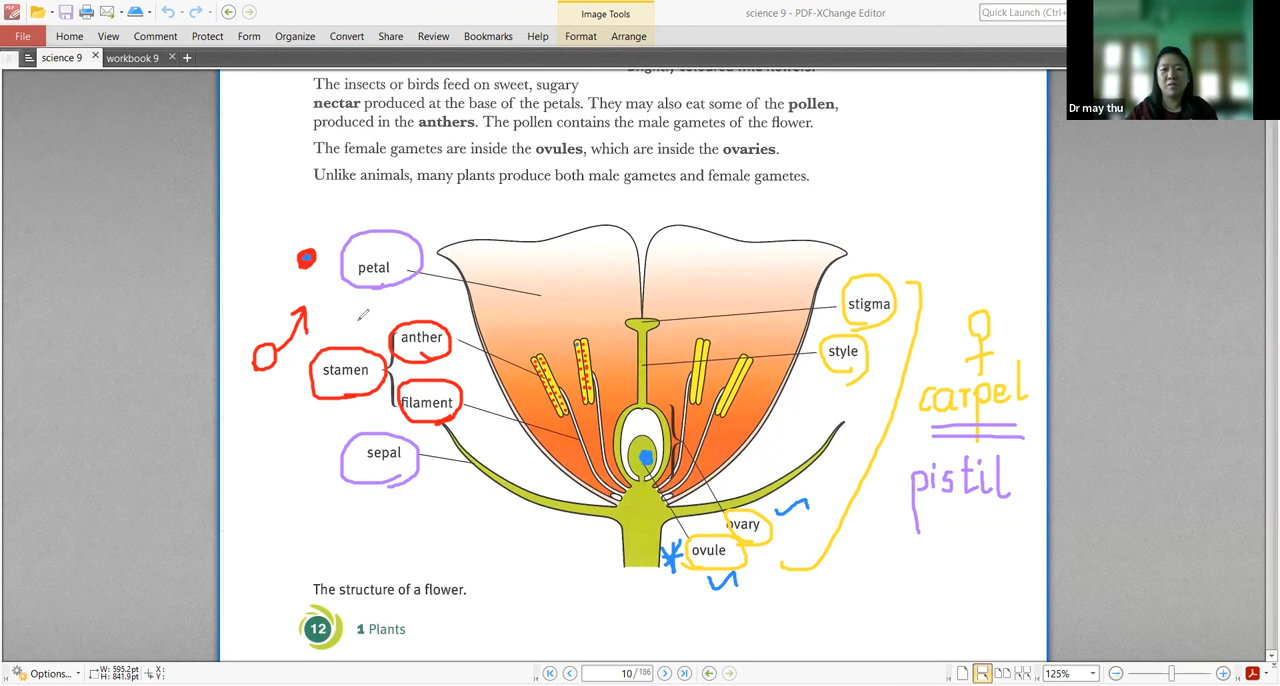 Image Tools
science 9 - PDF-XChange Editor
Quick Launch (Ctrl+
File Home View Comment Protect Form Organize Convert Share Review Bookmarks Help Format Arrange
science 9 workbook 9
Dr may thu
The insects or birds feed on sweet, sugary
nectar produced at the base of the petals. They may also eat some of the pollen,
produced in the anthers. The pollen contains the male gametes of the flower.
The female gametes are inside the ovules, which are inside the ovaries.
Unlike animals, many plants produce both male gametes and female gametes.
petal
stigma
anther
style
stamen
carpel
filament
sepal
pistil
ovary
ovule
The structure of a flower.
12 1 Plants
Options... W: 595.2pt X:
H: 841.9pt Y:
10 / 186
125%